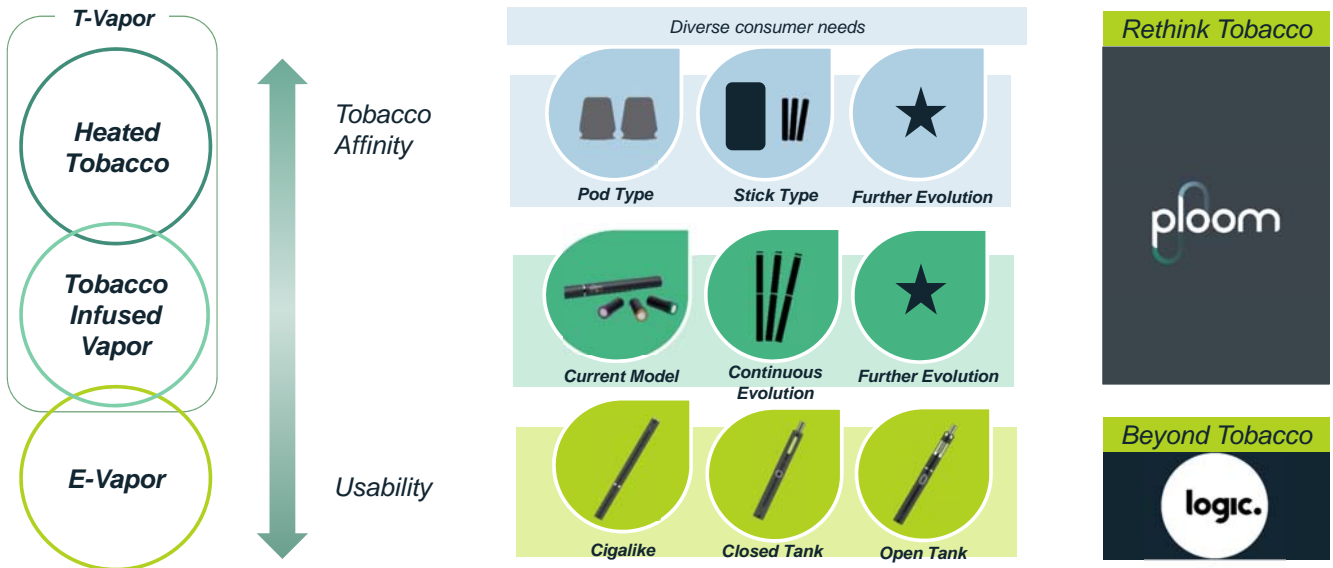 T-Vapor
Heated
Tobacco
Tobacco
Infused
Vapor
E-Vapor
Tobacco
Affinity
Usability
Diverse consumer needs
Pod Type
Stick Type
Further Evolution
Current Model
Continuous
Evolution
Further Evolution
Cigalike
Closed Tank
Open Tank
Rethink Tobacco
ploom
Beyond Tobacco
logic.